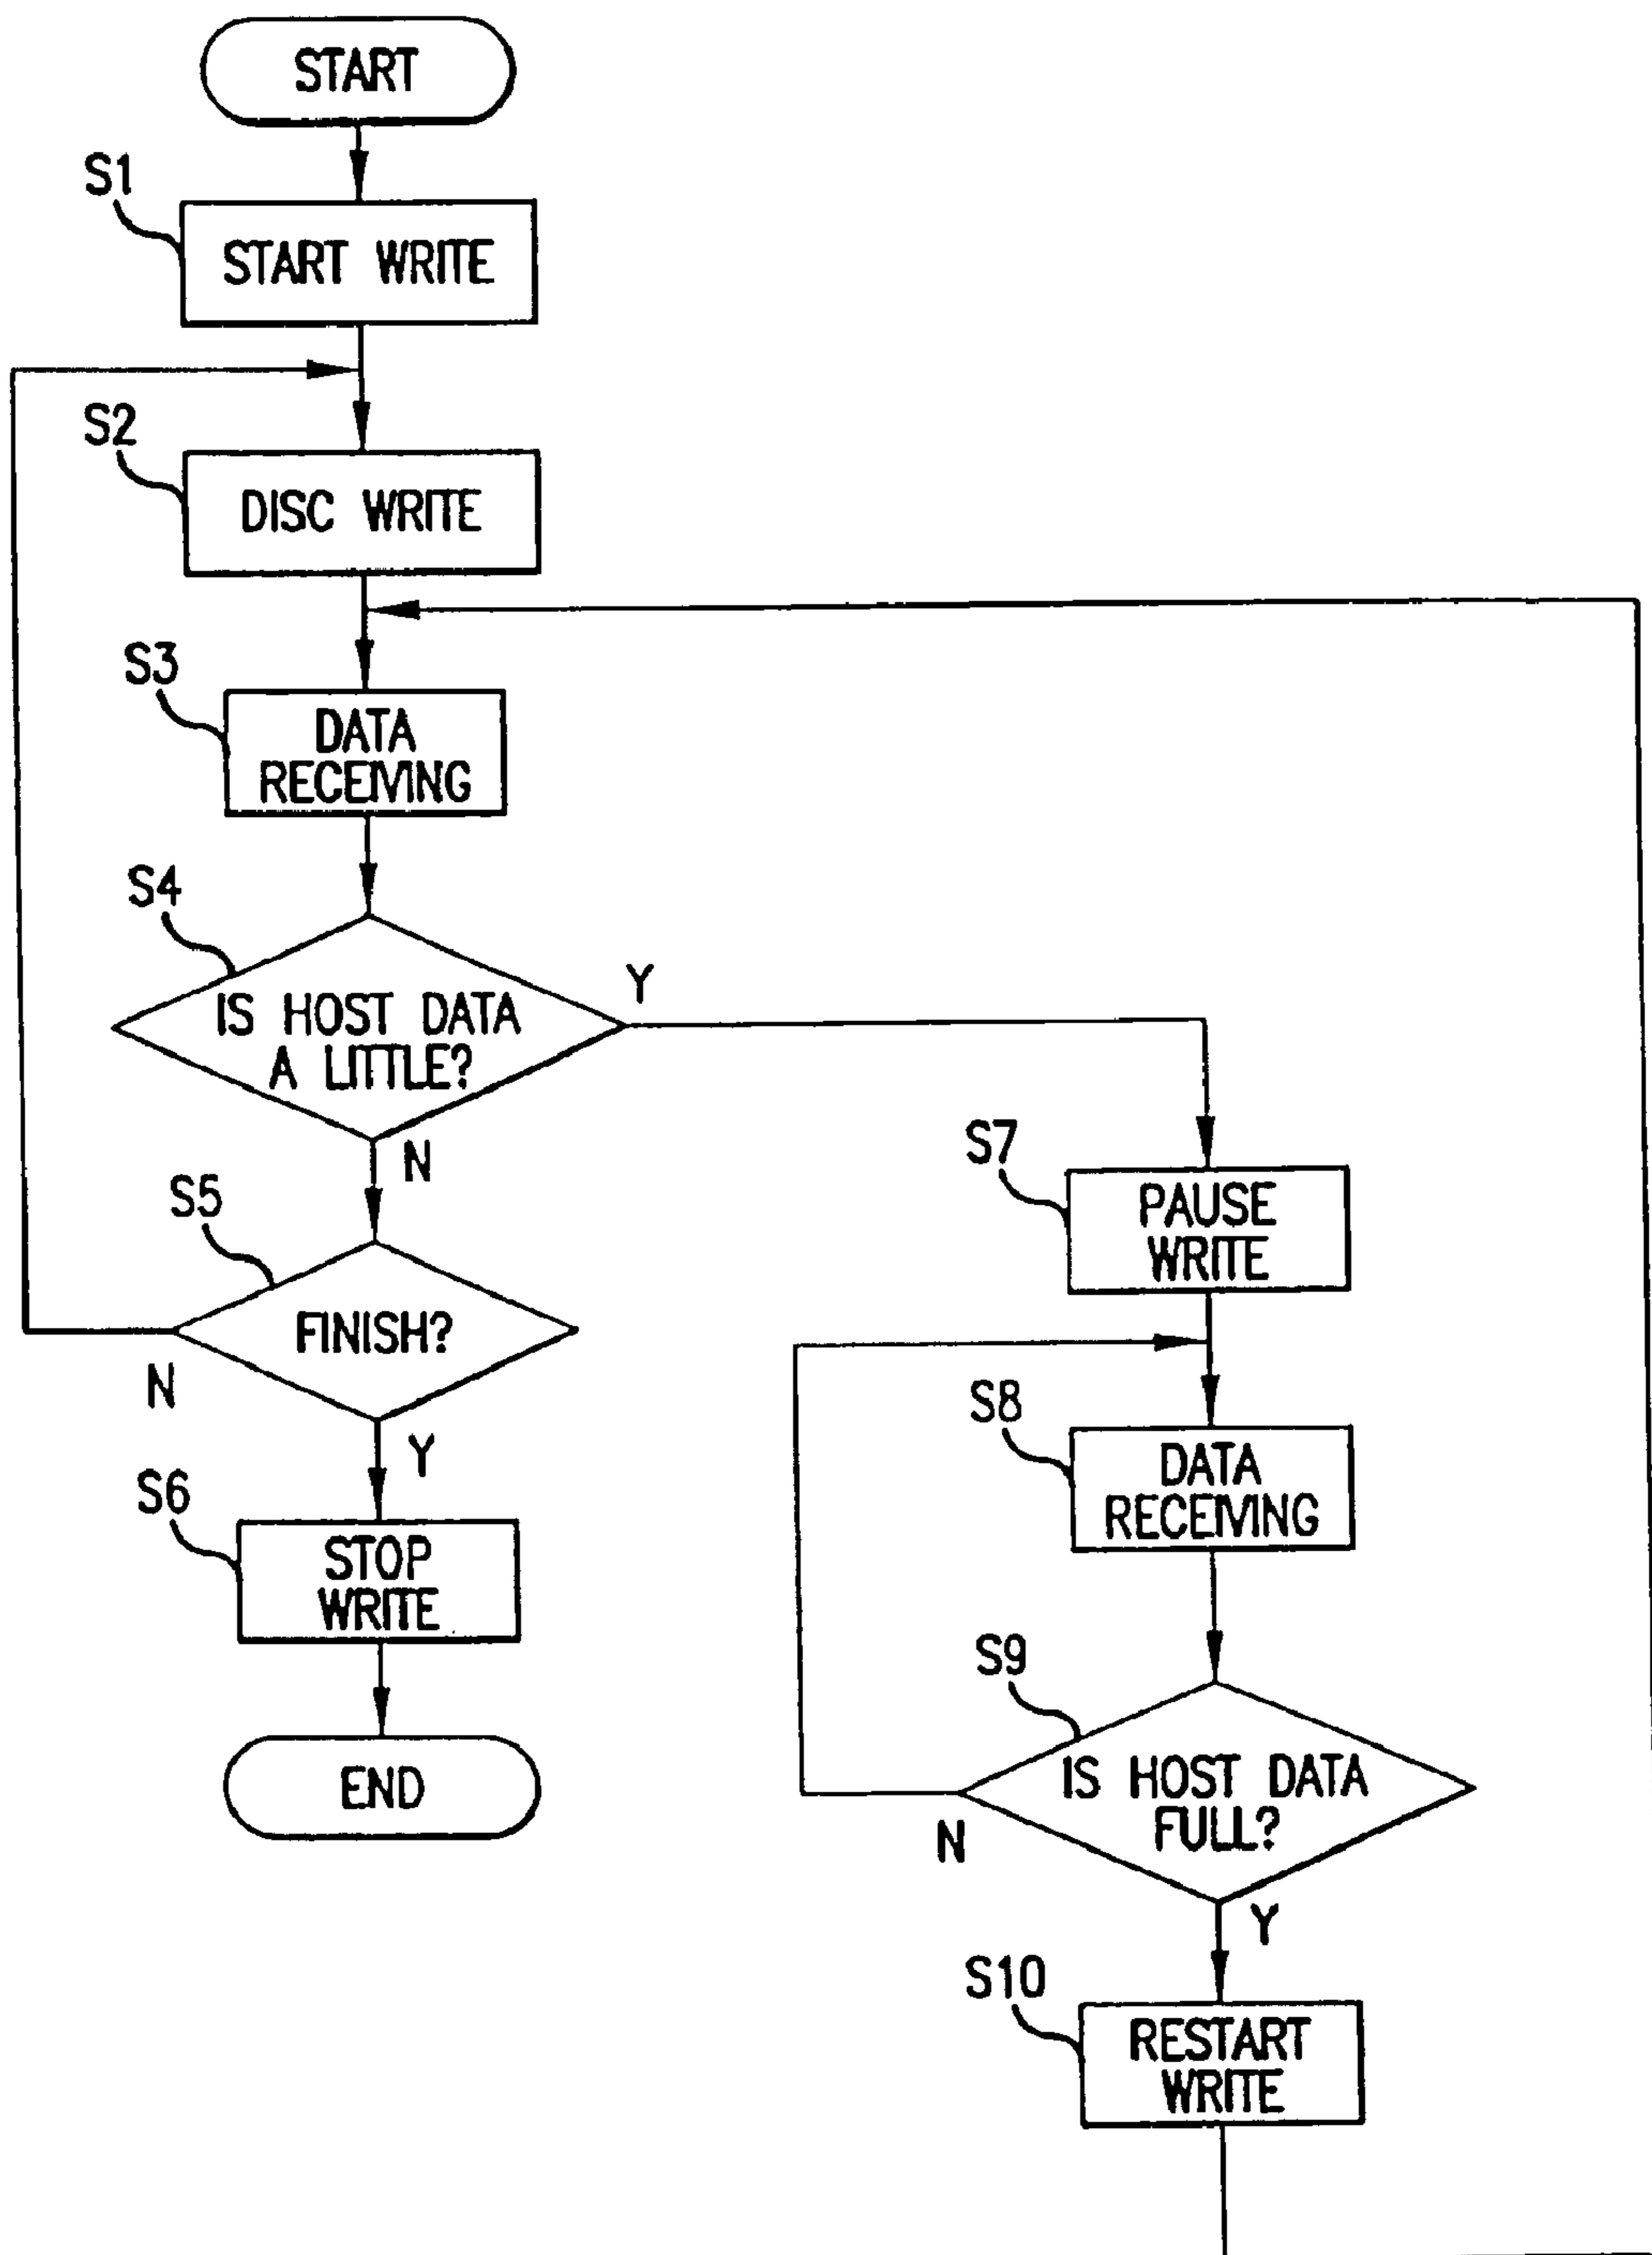 START
S1
START WRITE
S2
DISC WRITE
S3
DATA
RECEIVING
S4
IS HOST DATA
A LITTLE?
Y
N
S5
FINISH?
N
Y
S6
STOP
WRITE
END
S7
PAUSE
WRITE
S8
DATA
RECEIVING
S9
IS HOST DATA
FULL?
N
Y
S10
RESTART
WRITE